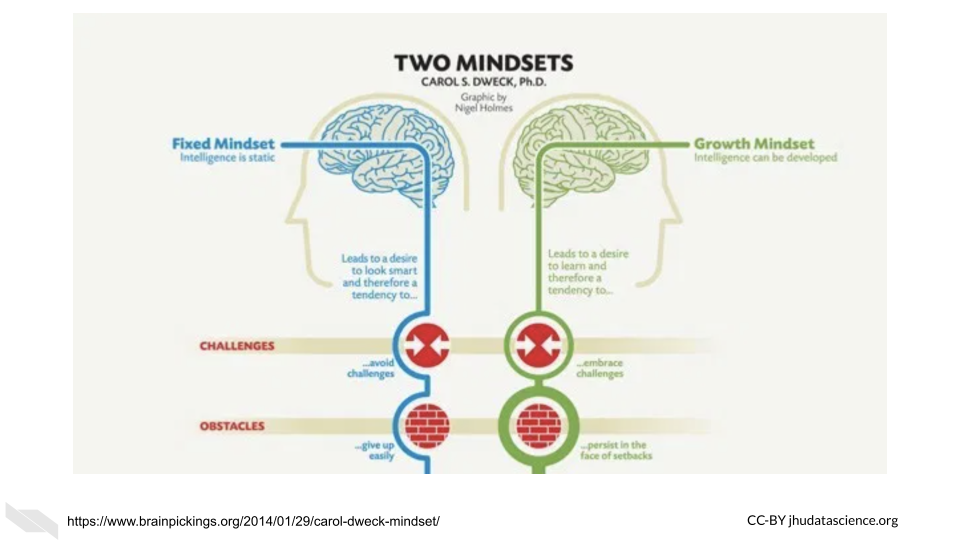 TWO MINDSETS
CAROL S. DWECK, Ph.D.
Graphic by
Nigel Holmes
Fixed Mindset
Intelligence is static
Growth Mindset
Intelligence can be developed
Leads to a desire
to look smart
and therefore a
tendency to...
Leads to a desire
to learn and
therefore a
tendency to...
CHALLENGES
...avoid
challenges
...embrace
challenges
OBSTACLES
...give up
easily
...persist in the
face of setbacks
https://www.brainpickings.org/2014/01/29/carol-dweck-mindset/
CC-BY jhudatascience.org